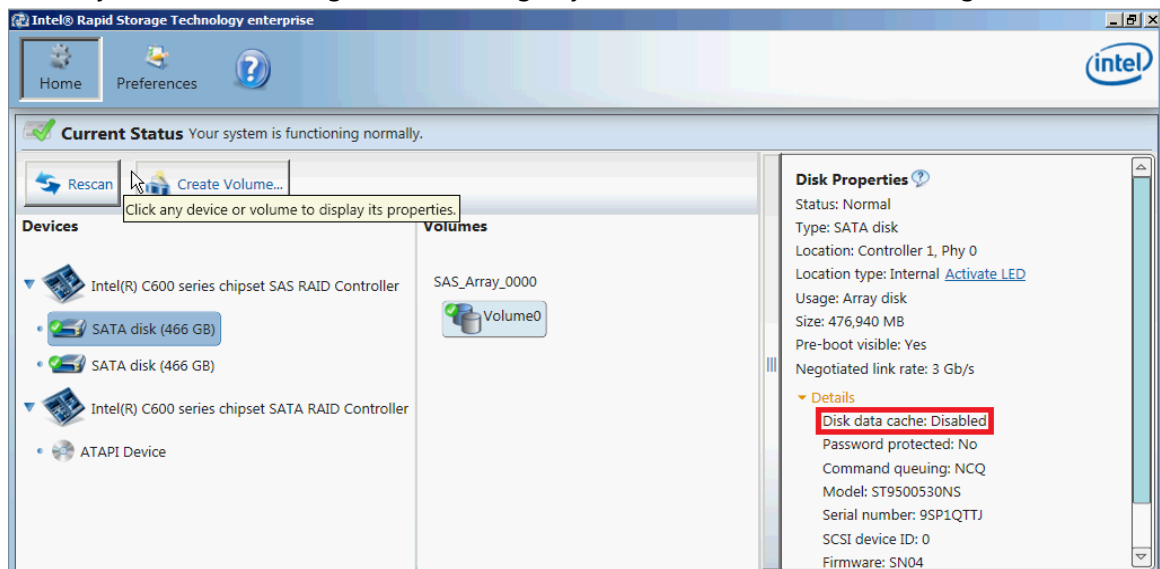 Intel® Rapid Storage Technology enterprise
Home
Preferences
intel
Current Status Your system is functioning normally.
Rescan
Create Volume...
Click any device or volume to display its properties.
Devices
Intel(R) C600 series chipset SAS RAID Controller
SATA disk (466 GB)
SATA disk (466 GB)
Intel(R) C600 series chipset SATA RAID Controller
ATAPI Device
Volumes
SAS_Array_0000
Volume0
Disk Properties
Status: Normal
Type: SATA disk
Location: Controller 1, Phy 0
Location type: Internal Activate LED
Usage: Array disk
Size: 476,940 MB
Pre-boot visible: Yes
Negotiated link rate: 3 Gb/s
Details
Disk data cache: Disabled
Password protected: No
Command queuing: NCQ
Model: ST9500530NS
Serial number: 9SP1QTTJ
SCSI device ID: 0
Firmware: SN04